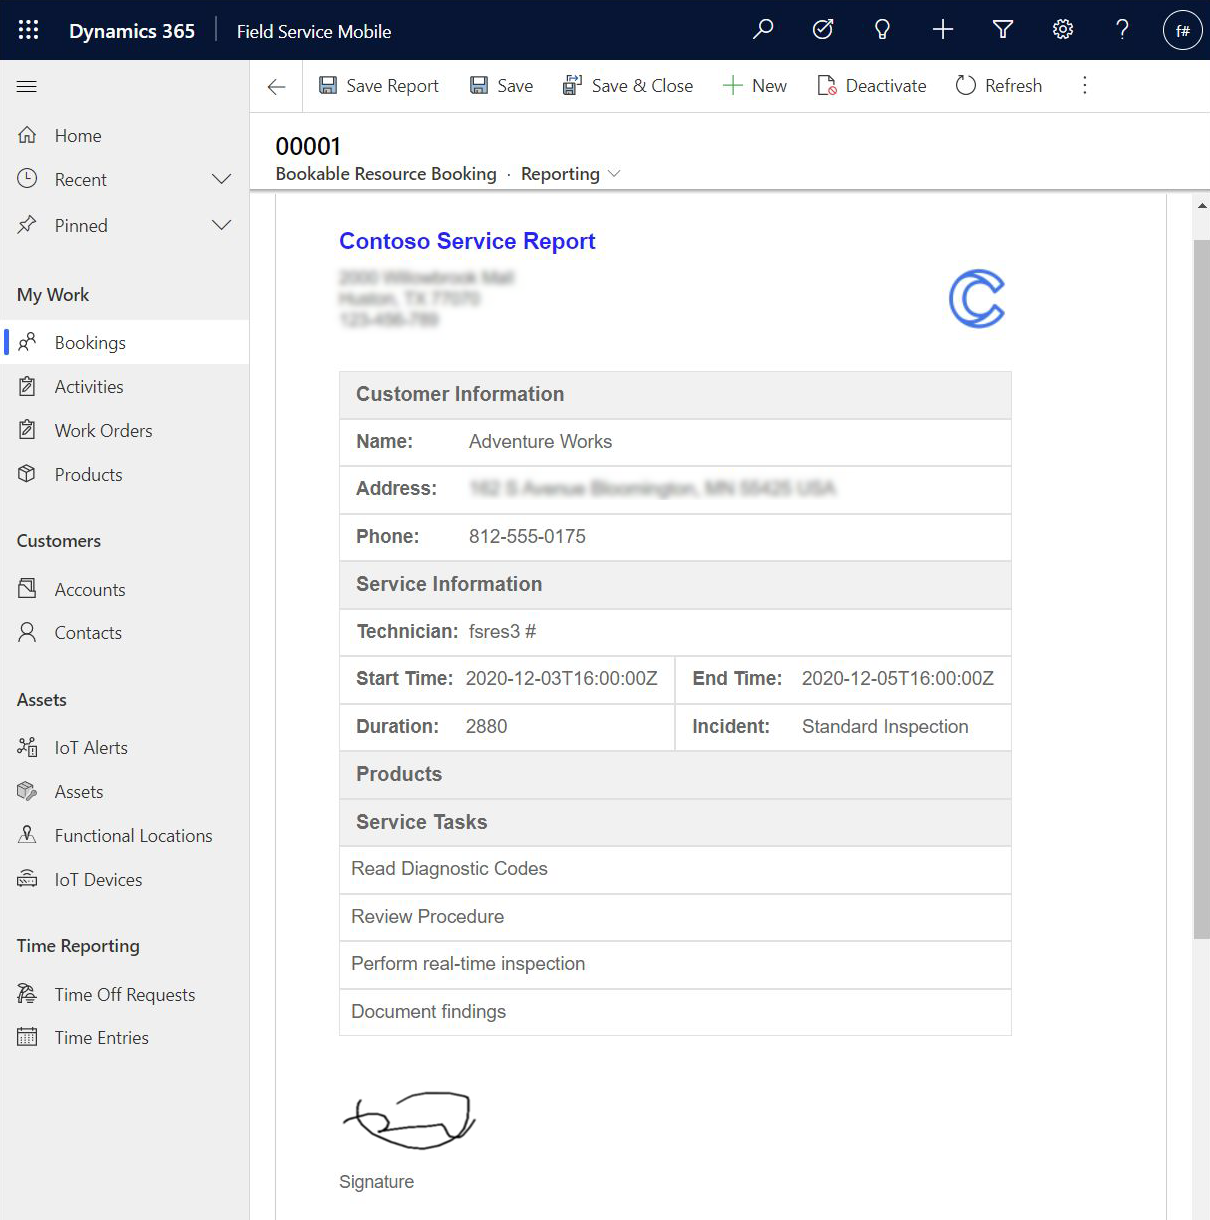 Dynamics 365 Field Service Mobile f#
Save Report Save Save & Close New Deactivate Refresh
Home
Recent
Pinned
My Work
Bookings
Activities
Work Orders
Products
Customers
Accounts
Contacts
Assets
IoT Alerts
Assets
Functional Locations
IoT Devices
Time Reporting
Time Off Requests
Time Entries
00001
Bookable Resource Booking · Reporting
Contoso Service Report
Customer Information
Name: Adventure Works
Address:
Phone: 812-555-0175
Service Information
Technician: fsres3 #
Start Time: 2020-12-03T16:00:00Z End Time: 2020-12-05T16:00:00Z
Duration: 2880 Incident: Standard Inspection
Products
Service Tasks
Read Diagnostic Codes
Review Procedure
Perform real-time inspection
Document findings
Signature